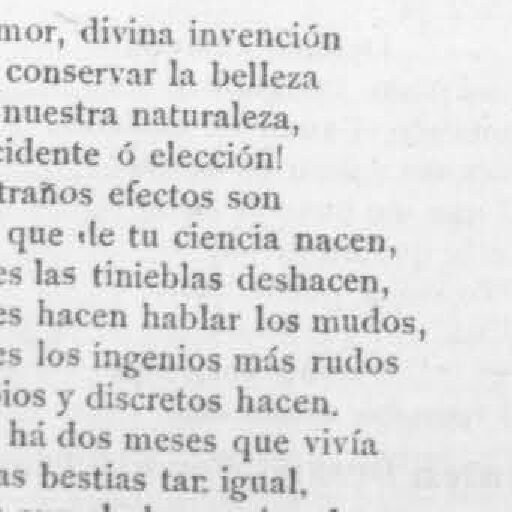 mor, divina invención
conservar la belleza
nuestra naturaleza,
cidente ó elección!
traños efectos son
que de tu ciencia nacen,
es las tinieblas deshacen,
es hacen hablar los mudos,
es los ingenios más rudos
ios y discretos hacen.
há dos meses que vivía
as bestias tan igual,